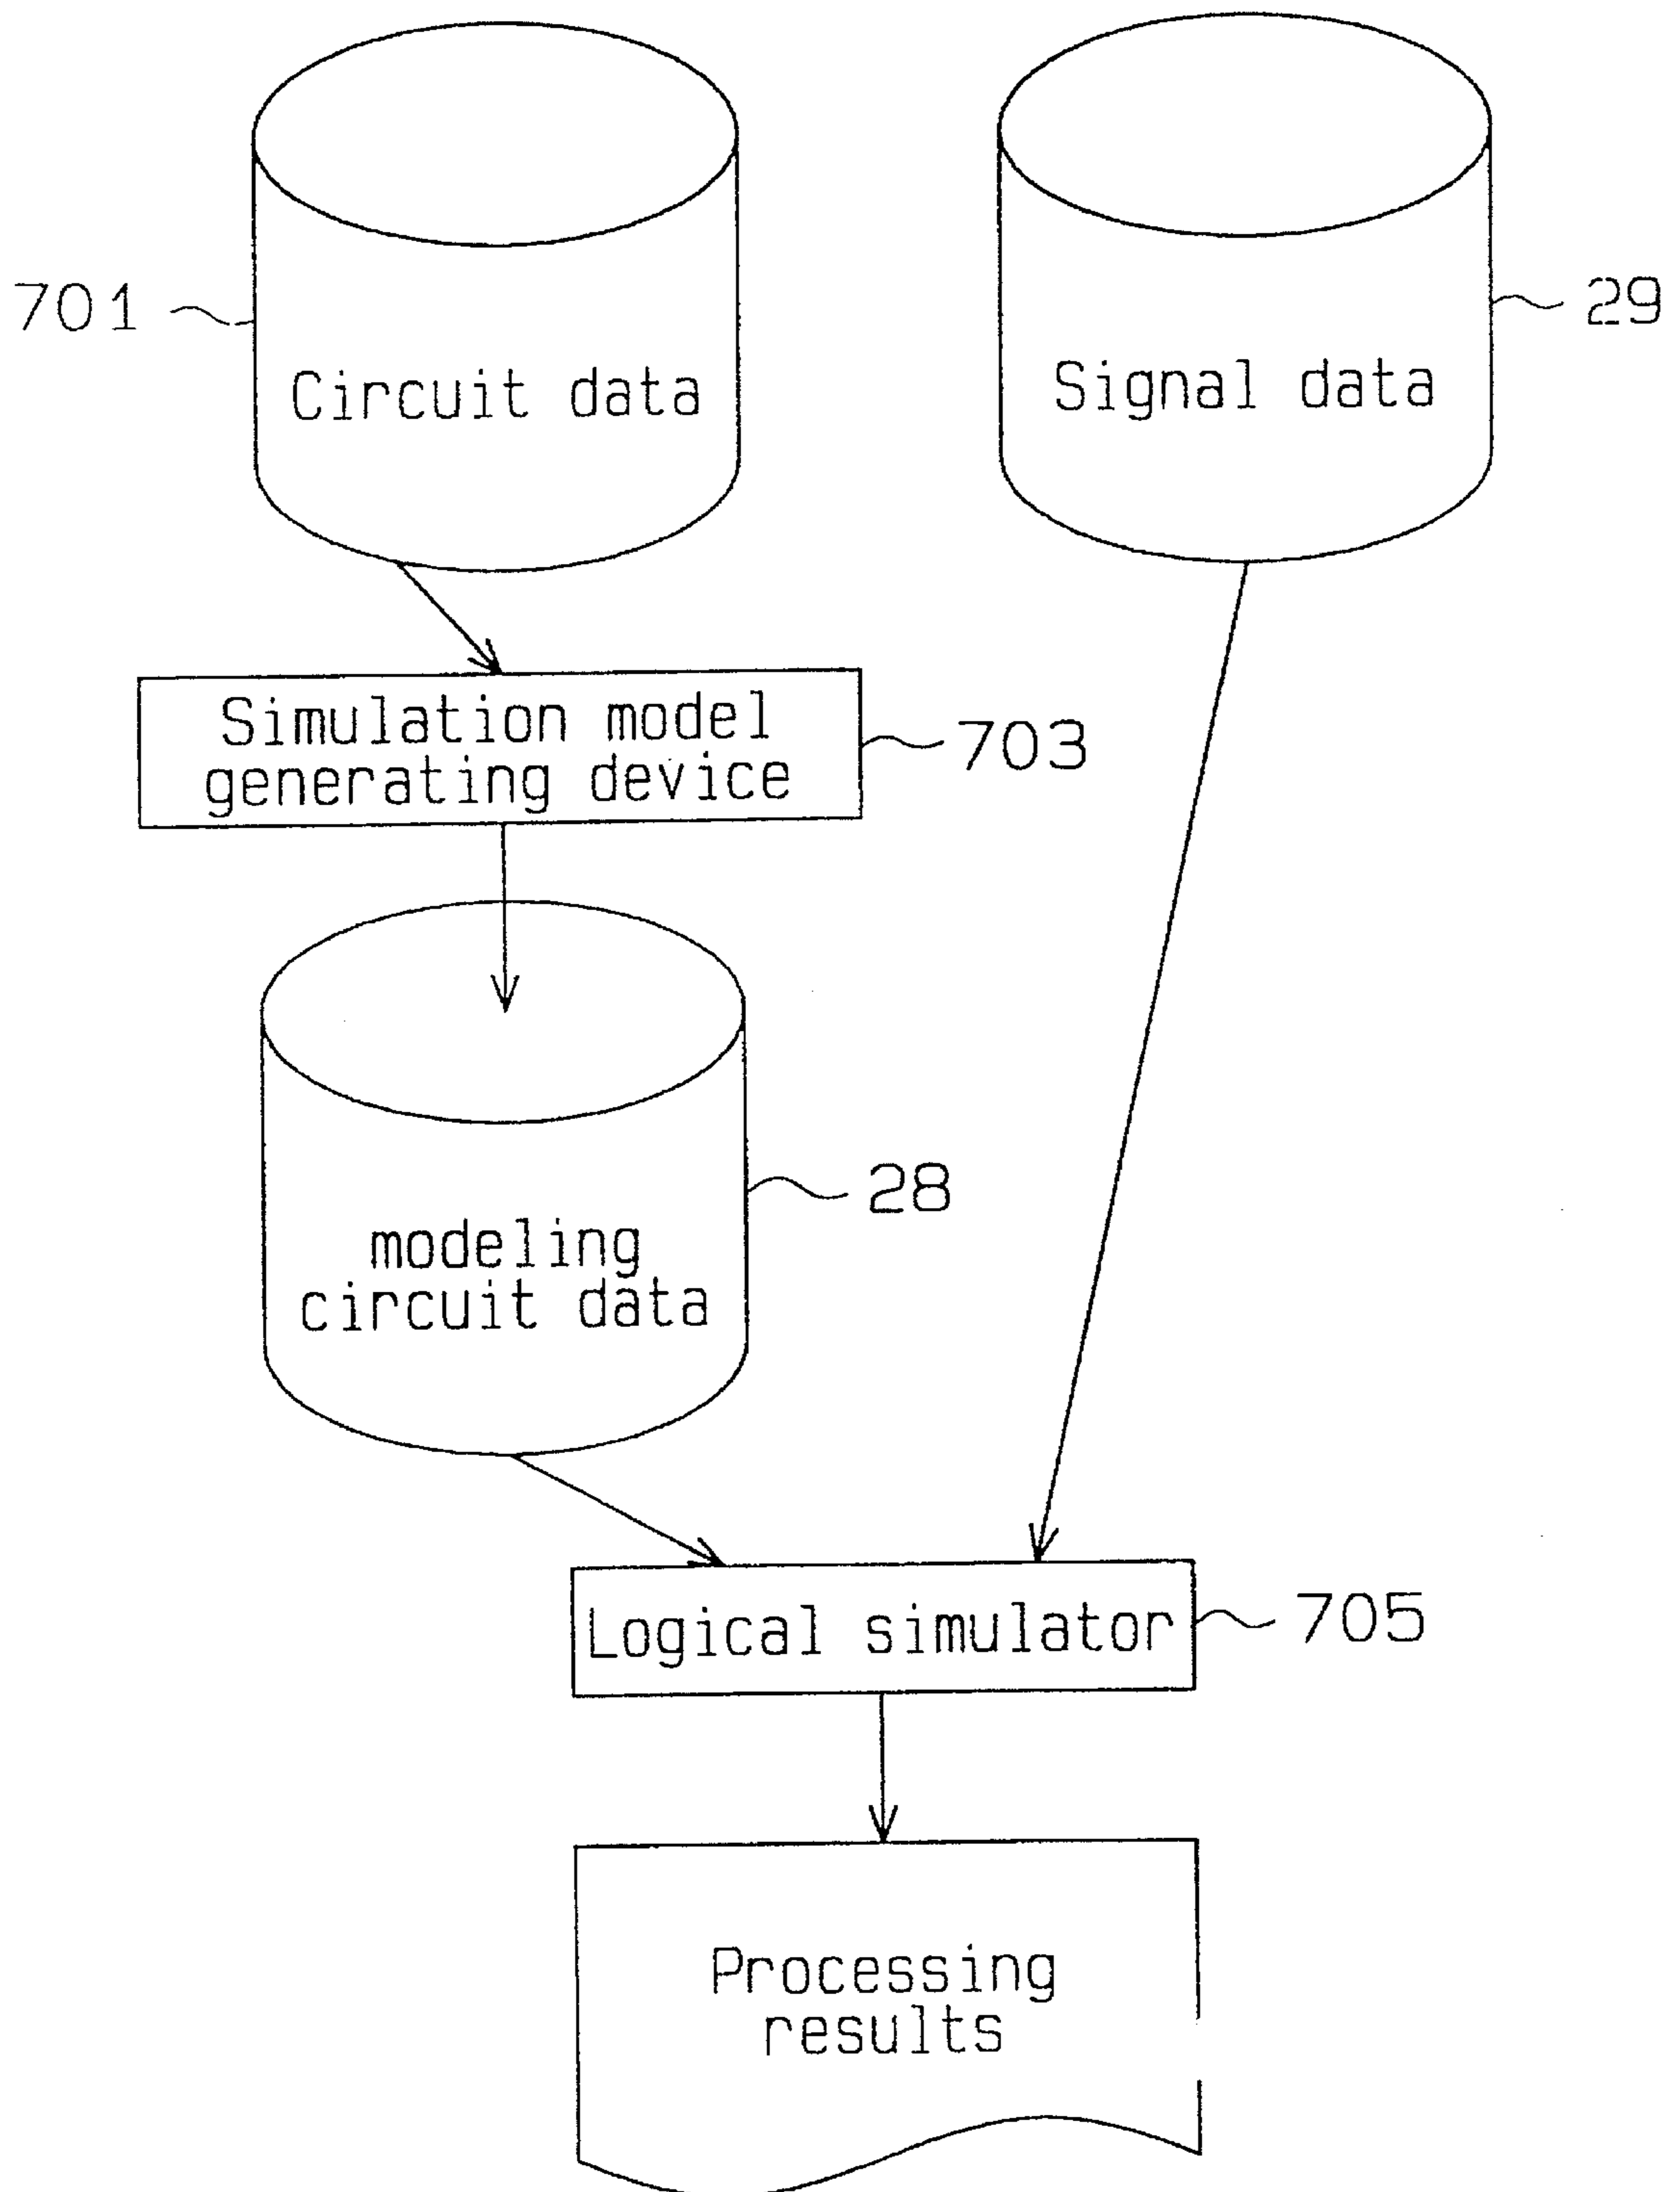 701
Circuit data
Signal data
29
Simulation model
generating device
703
modeling
circuit data
28
Logical simulator
705
Processing
results